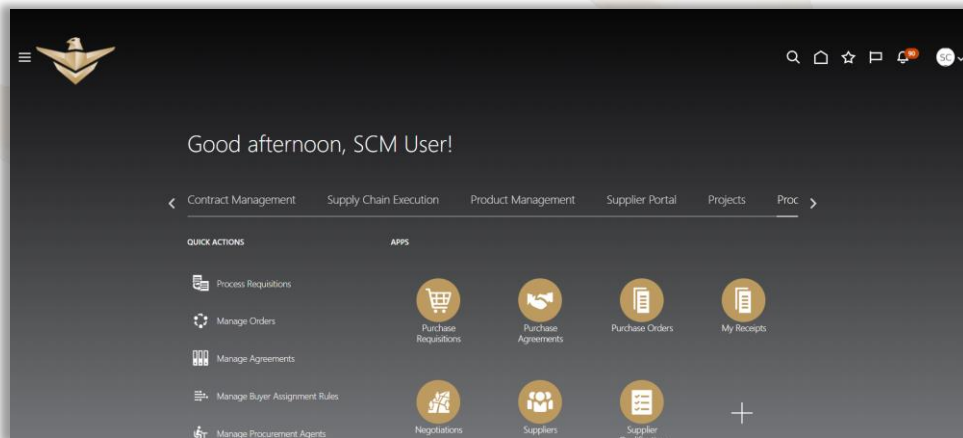 90
SC
Good afternoon, SCM User!
Contract Management
Supply Chain Execution
Product Management
Supplier Portal
Projects
Proc
QUICK ACTIONS
APPS
Process Requisitions
Manage Orders
Manage Agreements
Manage Buyer Assignment Rules
Manage Procurement Agents
Purchase
Requisitions
Purchase
Agreements
Purchase Orders
My Receipts
Negotiations
Suppliers
Supplier